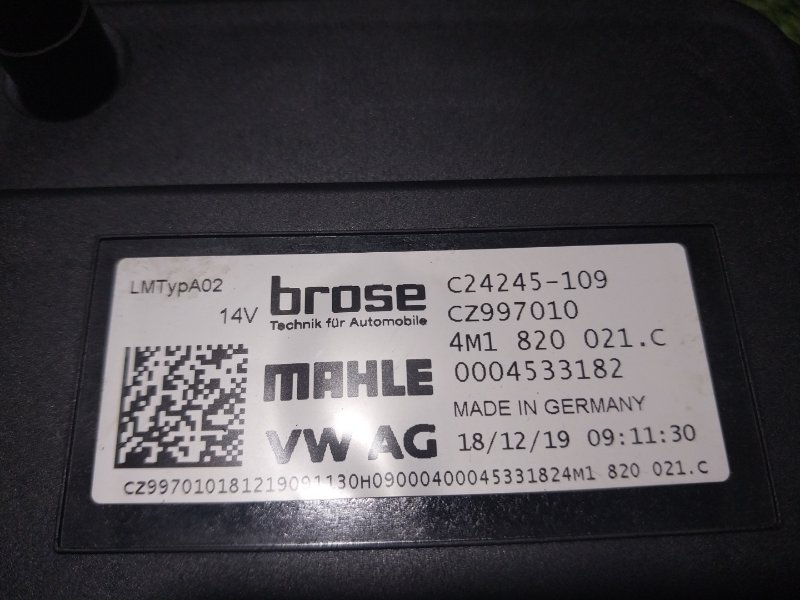 LMTypA02
14V
brose
Technik für Automobile
C24245-109
CZ997010
4M1 820 021.C
0004533182
MAHLE
MADE IN GERMANY
VW AG
18/12/19 09:11:30
CZ997010181219091130H09000400045331824M1 820 021.C